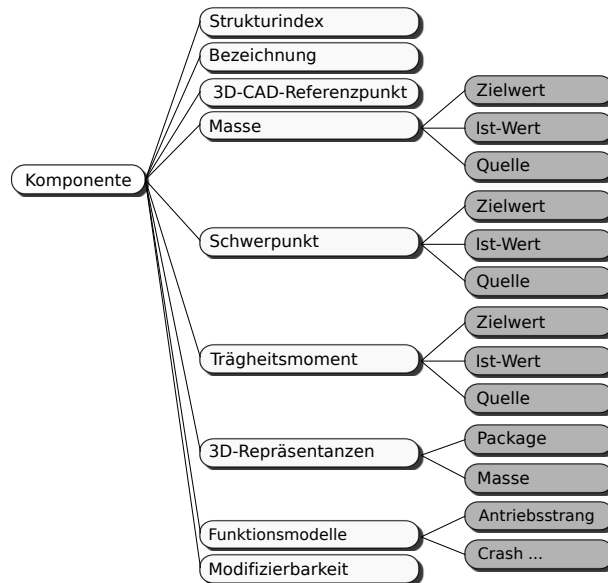 Komponente
Strukturindex
Bezeichnung
3D-CAD-Referenzpunkt
Masse
Zielwert
Ist-Wert
Quelle
Schwerpunkt
Zielwert
Ist-Wert
Quelle
Trägheitsmoment
Zielwert
Ist-Wert
Quelle
3D-Repräsentanzen
Package
Masse
Funktionsmodelle
Antriebsstrang
Crash ...
Modifizierbarkeit